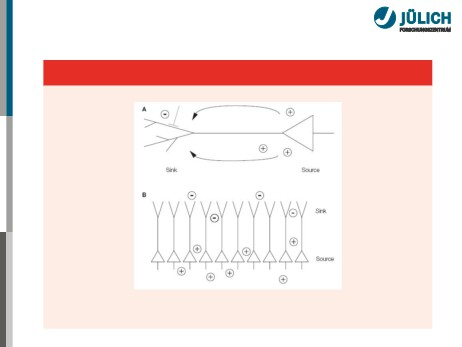 JÜLICH
FORSCHUNGSZENTRUM
A
Sink
Source
B
Sink
Source